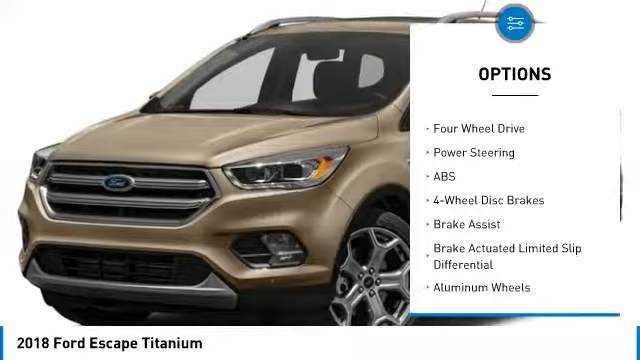 OPTIONS
Four Wheel Drive
Power Steering
ABS
4-Wheel Disc Brakes
Brake Assist
Brake Actuated Limited Slip
Differential
Aluminum Wheels
Ford
2018 Ford Escape Titanium